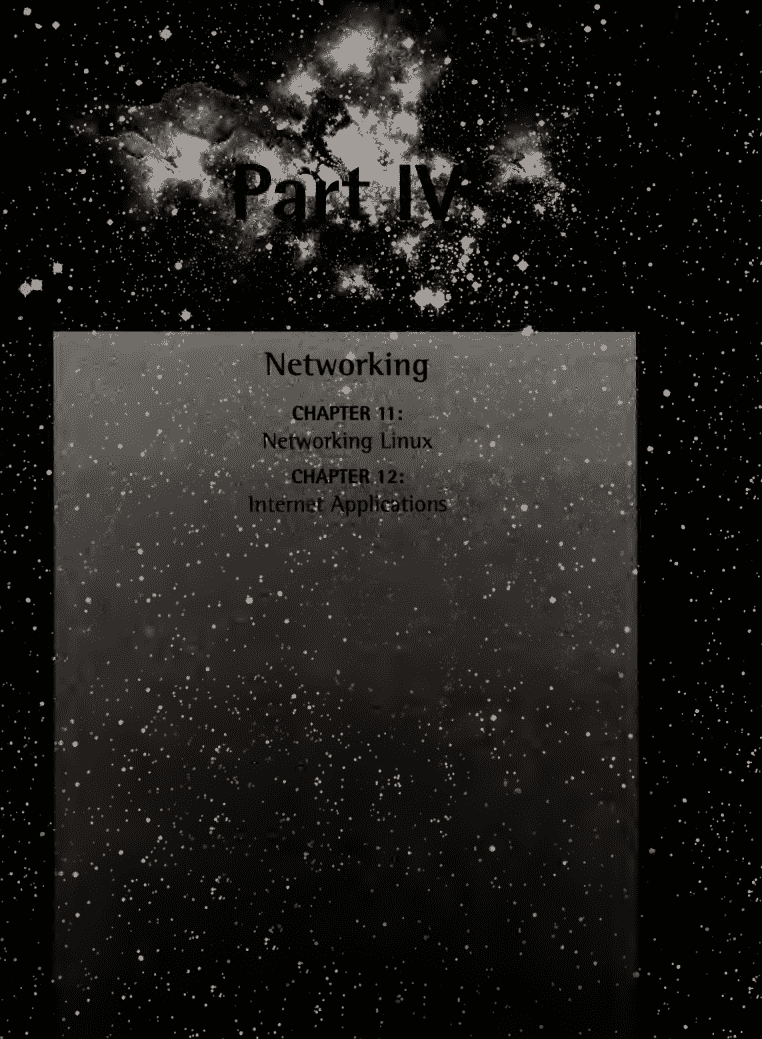 Part IV
Networking
CHAPTER 11:
Networking Linux
CHAPTER 12:
Internet Applications